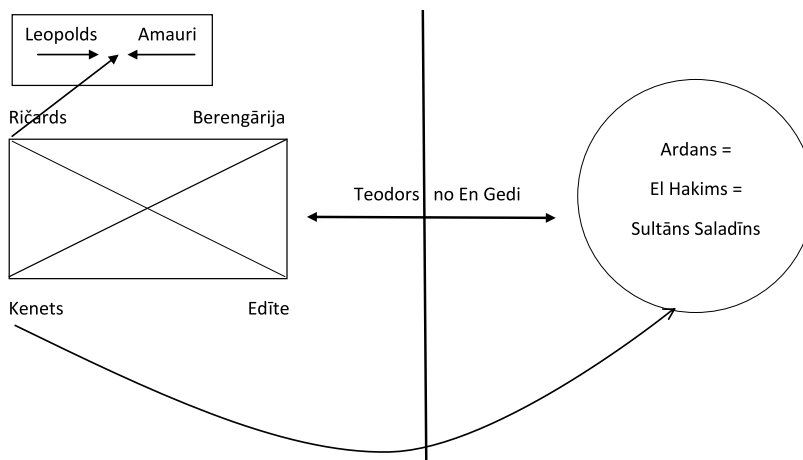 Leopolds Amauri
Ričards Berengārija
Teodors no En Gedi
Kenets Edīte
Ardans =
El Hakims =
Sultāns Saladīns